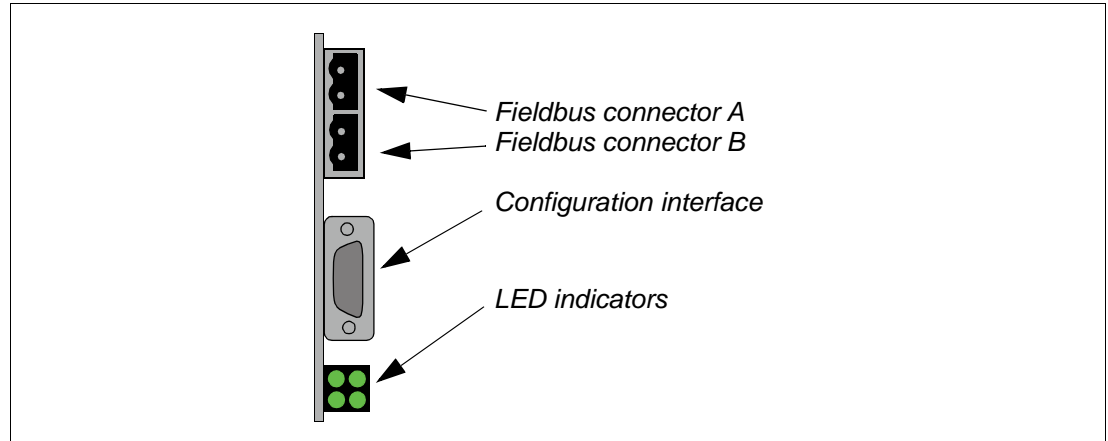 Fieldbus connector A
Fieldbus connector B
Configuration interface
LED indicators